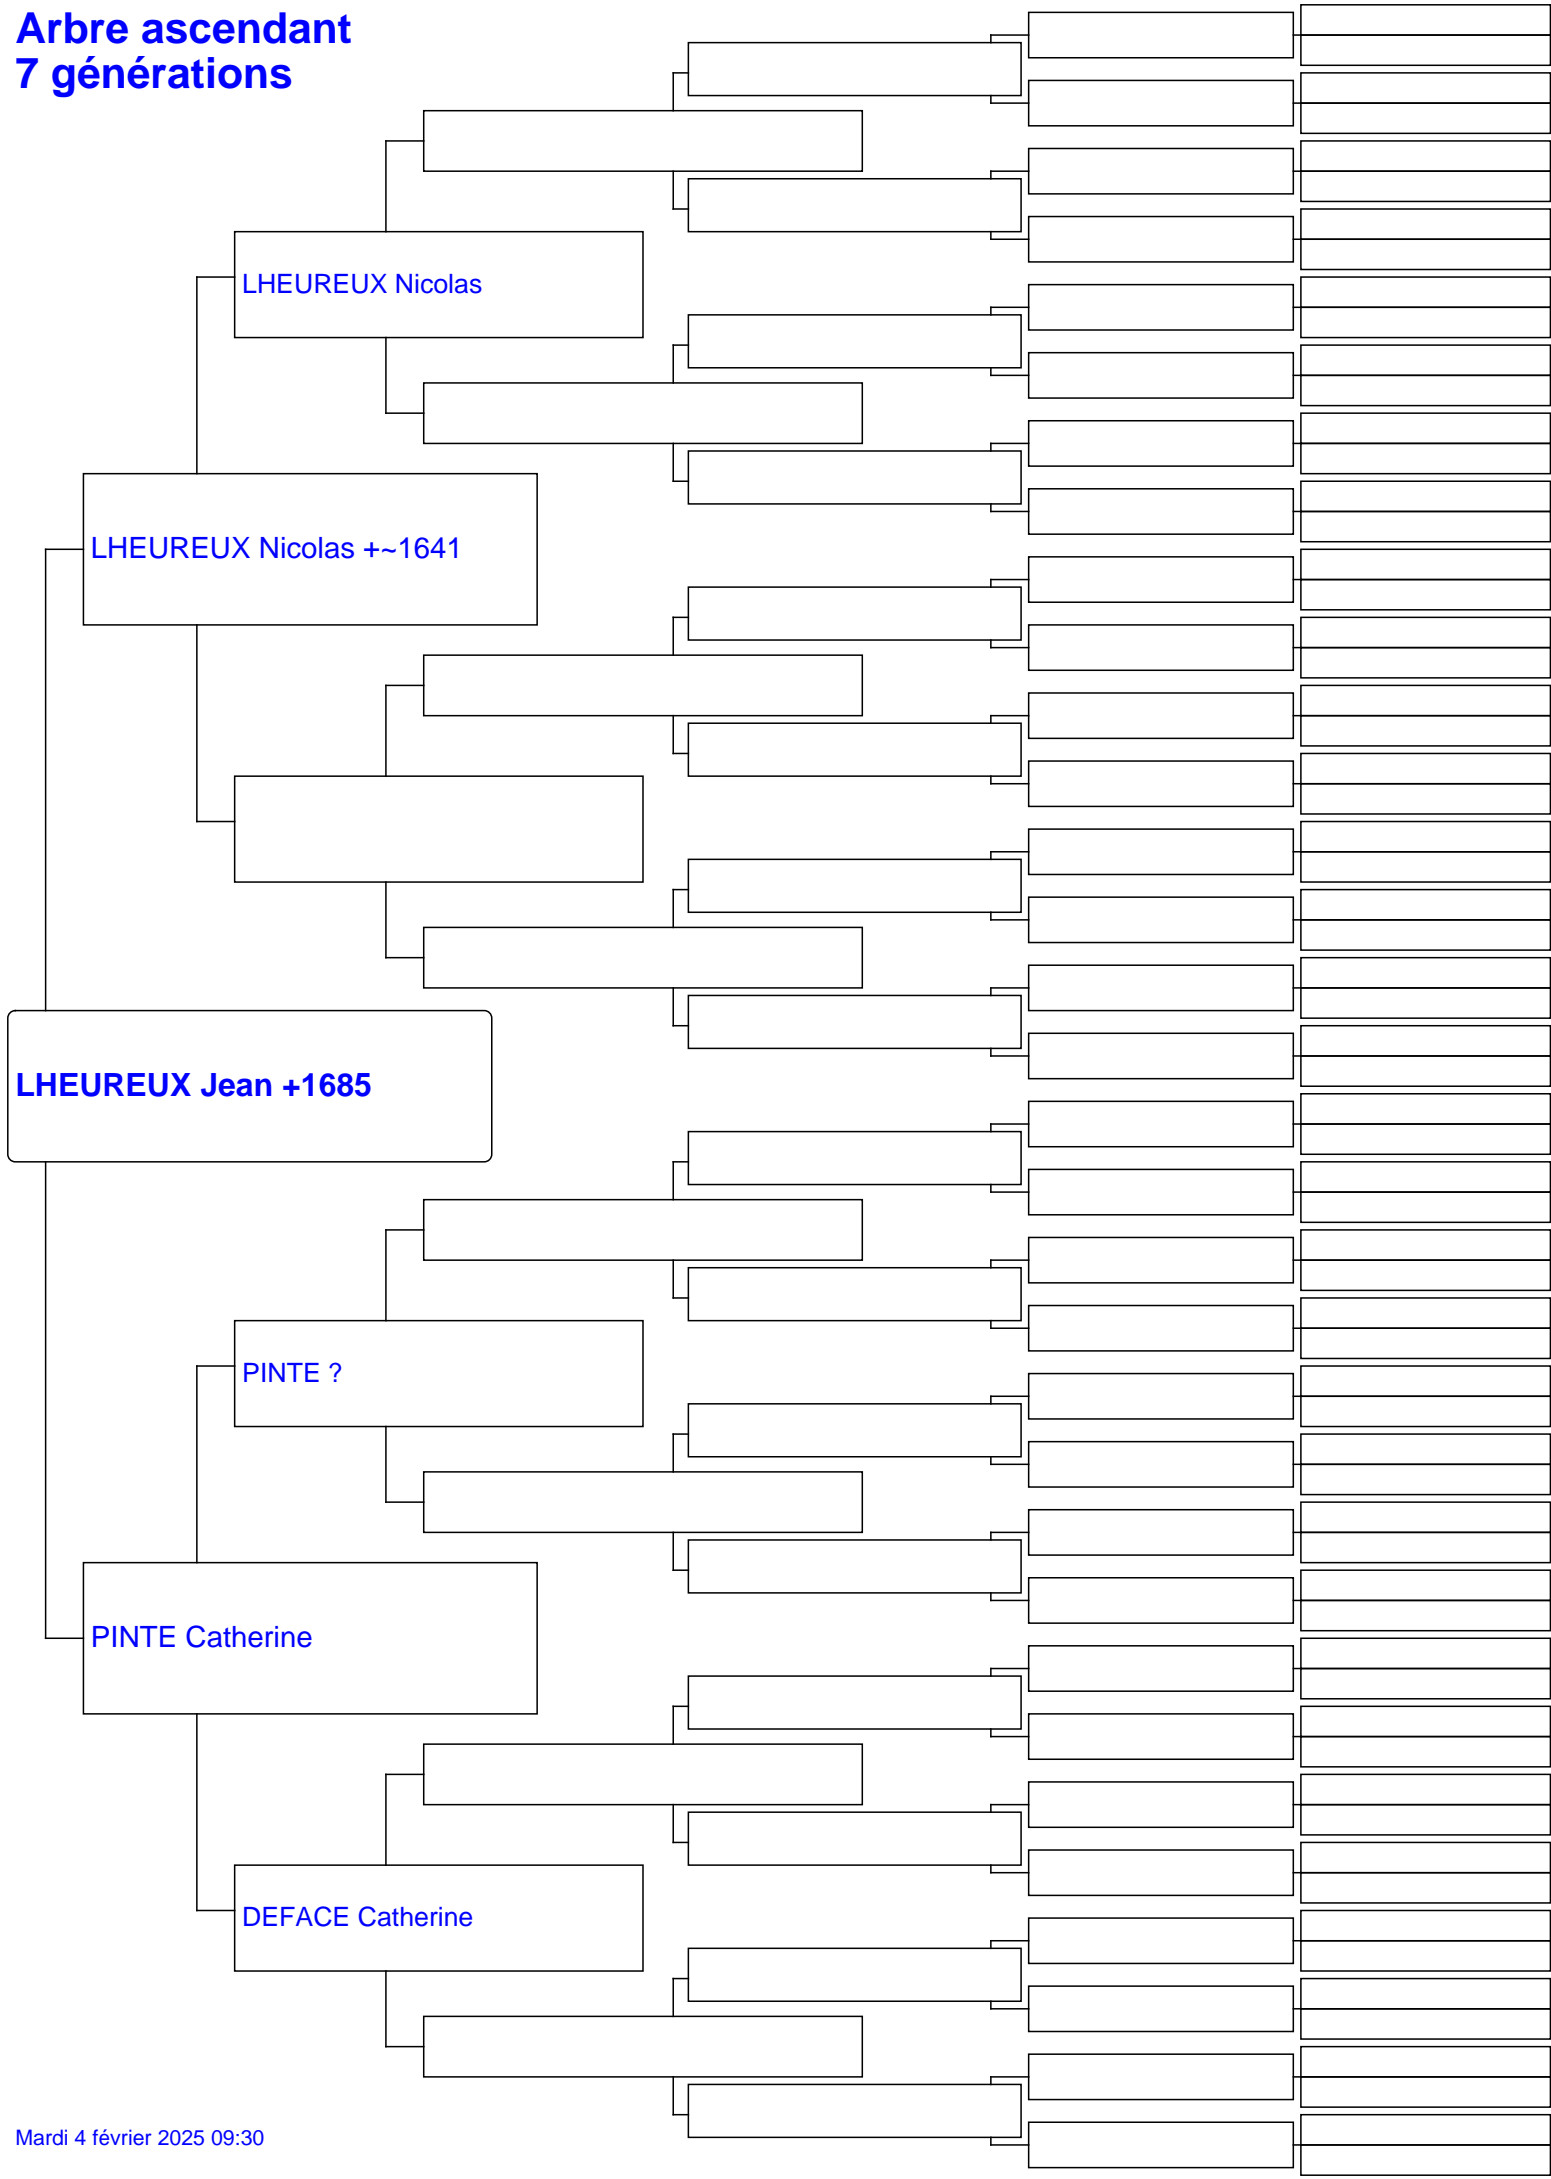 Arbre ascendant
7 générations
LHEUREUX Nicolas
LHEUREUX Nicolas +~1641
LHEUREUX Jean +1685
PINTE ?
PINTE Catherine
DEFACE Catherine
Mardi 4 février 2025 09:30